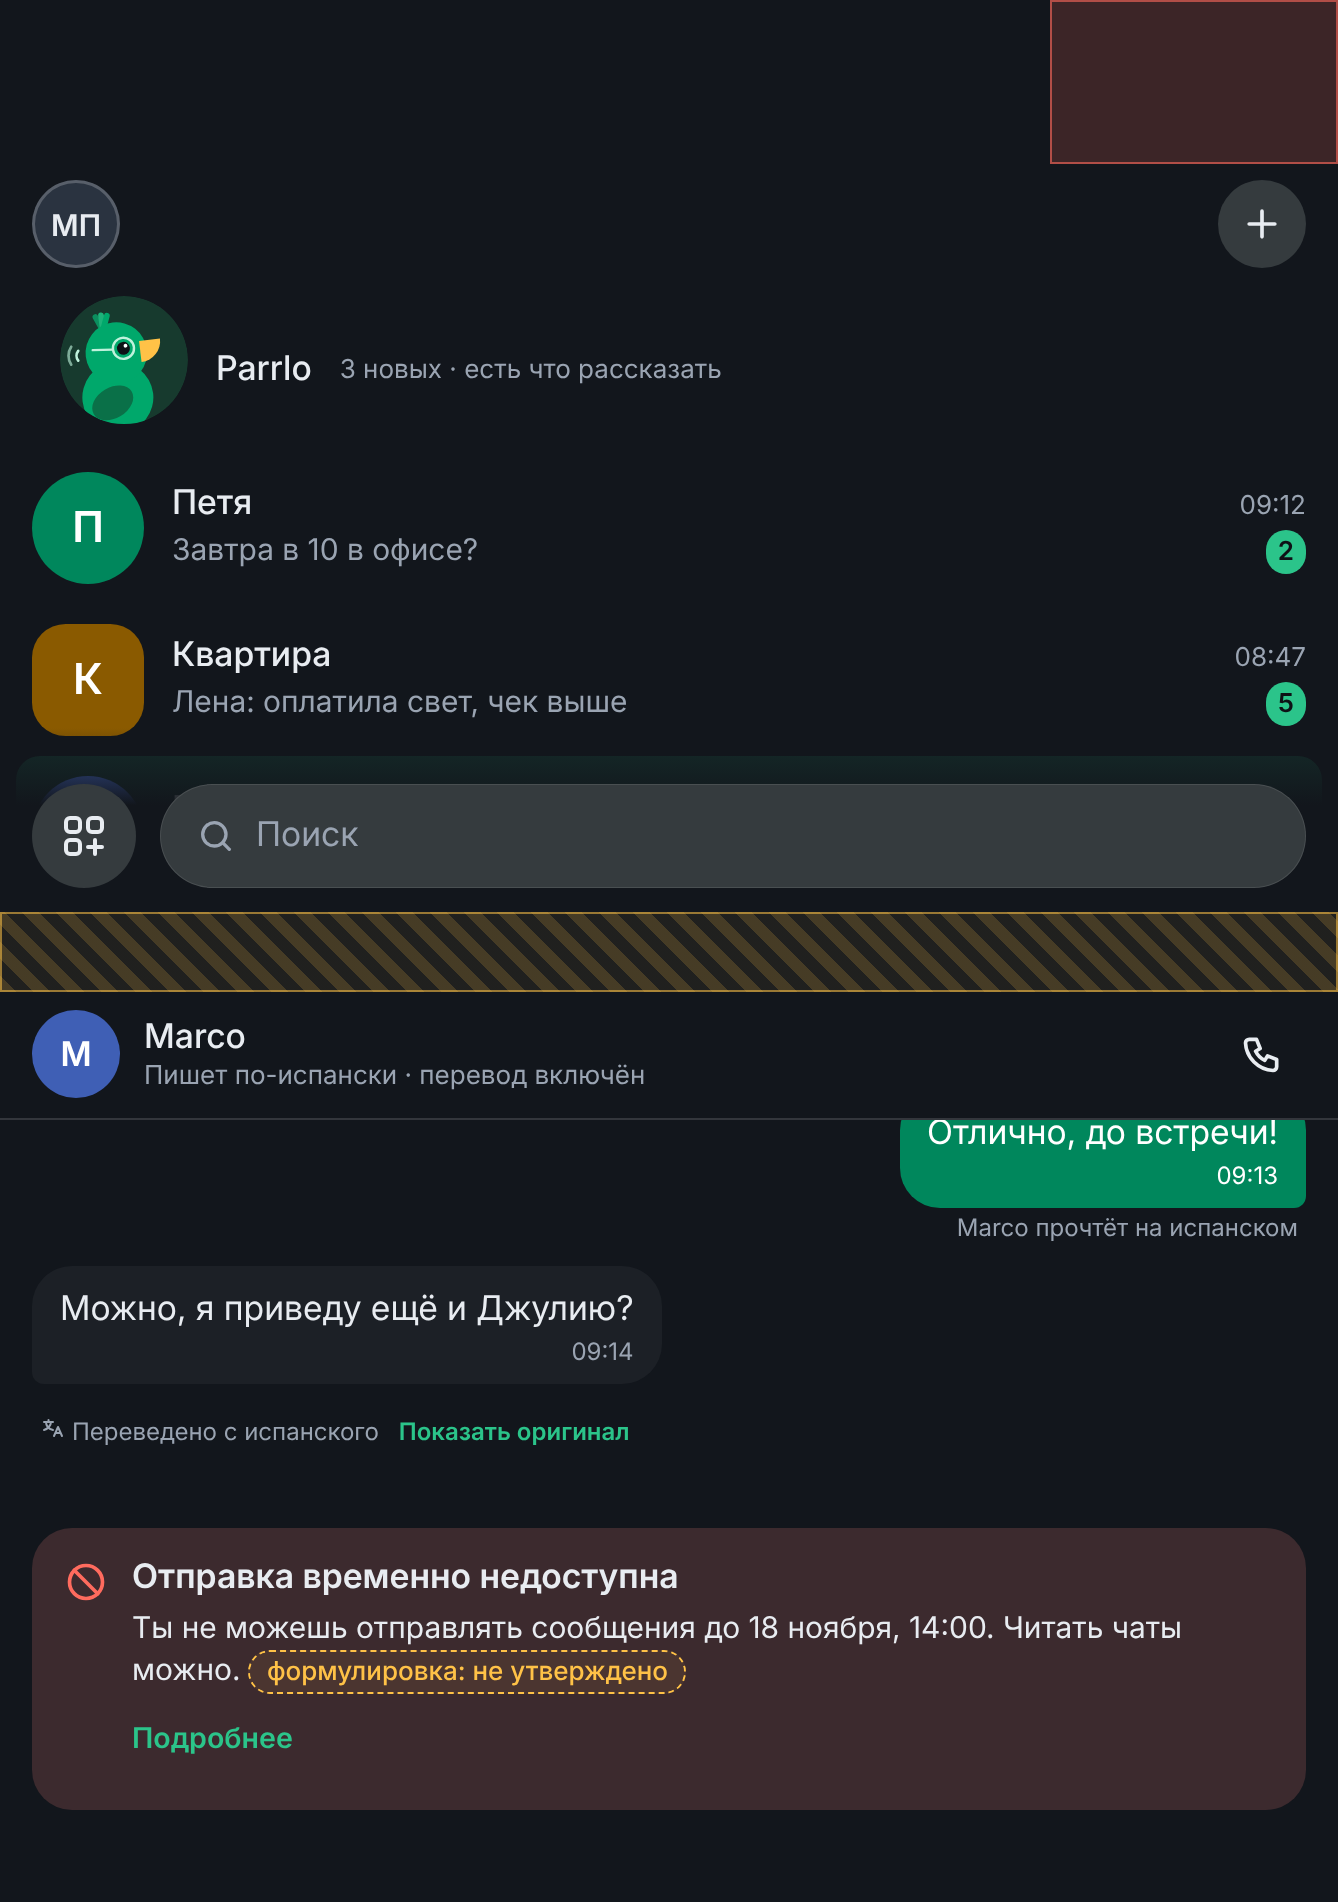 МП
Parrlo 3 новых · есть что рассказать
П
Петя 09:12
Завтра в 10 в офисе? 2
К
Квартира 08:47
Лена: оплатила свет, чек выше 5
Поиск
M
Marco
Пишет по-испански · перевод включён
Отлично, до встречи!
09:13
Marco прочтёт на испанском
Можно, я приведу ещё и Джулию?
09:14
Переведено с испанского Показать оригинал
Отправка временно недоступна
Ты не можешь отправлять сообщения до 18 ноября, 14:00. Читать чаты
можно. формулировка: не утверждено
Подробнее